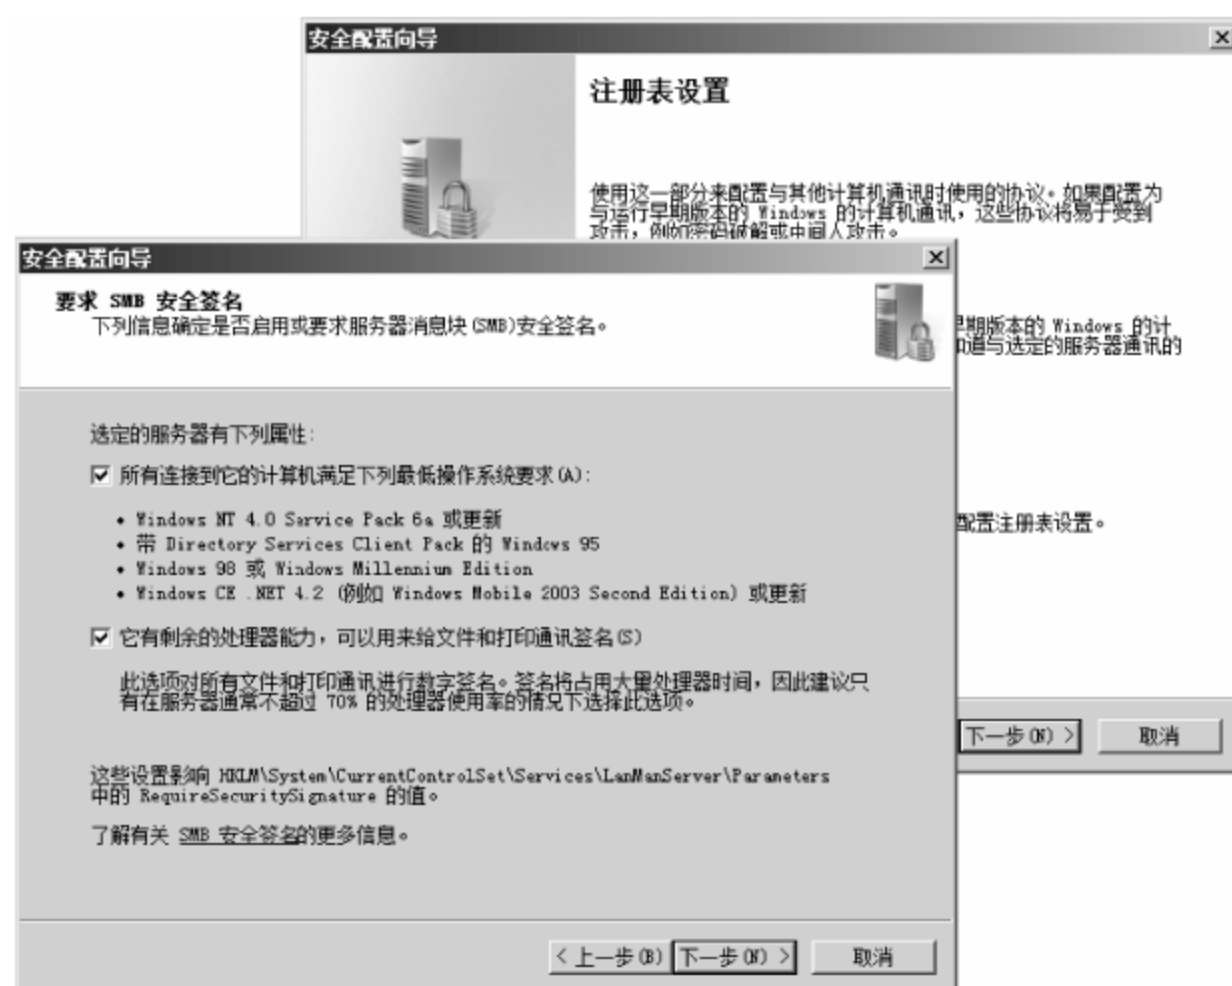 安全配置向导
注册表设置
使用这一部分来配置与其他计算机通讯时使用的协议。如果配置为
与运行早期版本的 Windows 的计算机通讯，这些协议将易于受到
攻击，例如密码破解或中间人攻击。
早期版本的 Windows 的计
知道与选定的服务器通讯的
配置注册表设置。
下一步(N) >
取消
安全配置向导
要求 SMB 安全签名
下列信息确定是否启用或要求服务器消息块(SMB)安全签名。
选定的服务器有下列属性:
所有连接到它的计算机满足下列最低操作系统要求(A):
• Windows NT 4.0 Service Pack 6a 或更新
• 带 Directory Services Client Pack 的 Windows 95
• Windows 98 或 Windows Millennium Edition
• Windows CE .NET 4.2 (例如 Windows Mobile 2003 Second Edition) 或更新
它有剩余的处理器能力，可以用来给文件和打印通讯签名(S)
此选项对所有文件和打印通讯进行数字签名。签名将占用大量处理器时间，因此建议只
有在服务器通常不超过 70% 的处理器使用率的情况下选择此选项。
这些设置影响 HKLM\System\CurrentControlSet\Services\LanManServer\Parameters
中的 RequireSecuritySignature 的值。
了解有关 SMB 安全签名的更多信息。
< 上一步(B)
下一步(N) >
取消